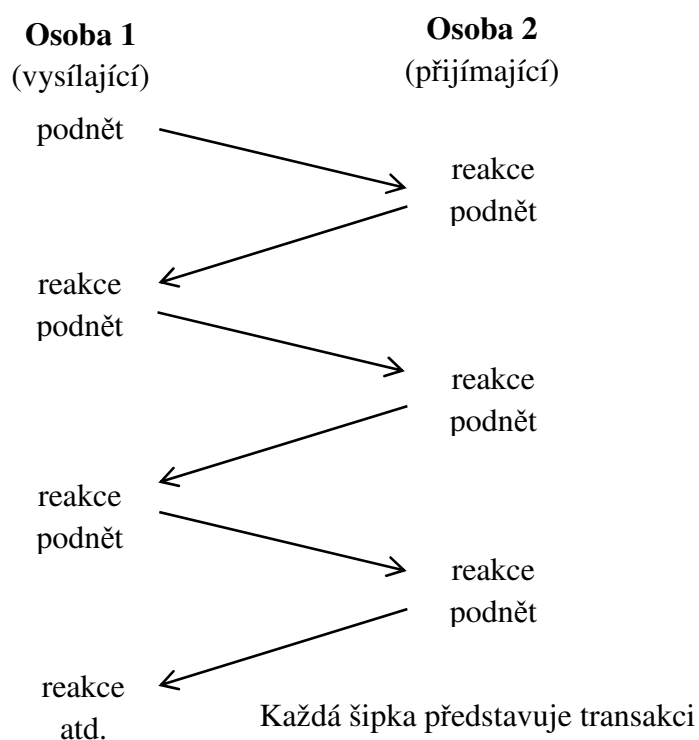 Osoba 1
(vysílající)
Osoba 2
(přijímající)
podnět
reakce
podnět
reakce
podnět
reakce
podnět
reakce
podnět
reakce
podnět
reakce
atd.
Každá šipka představuje transakci